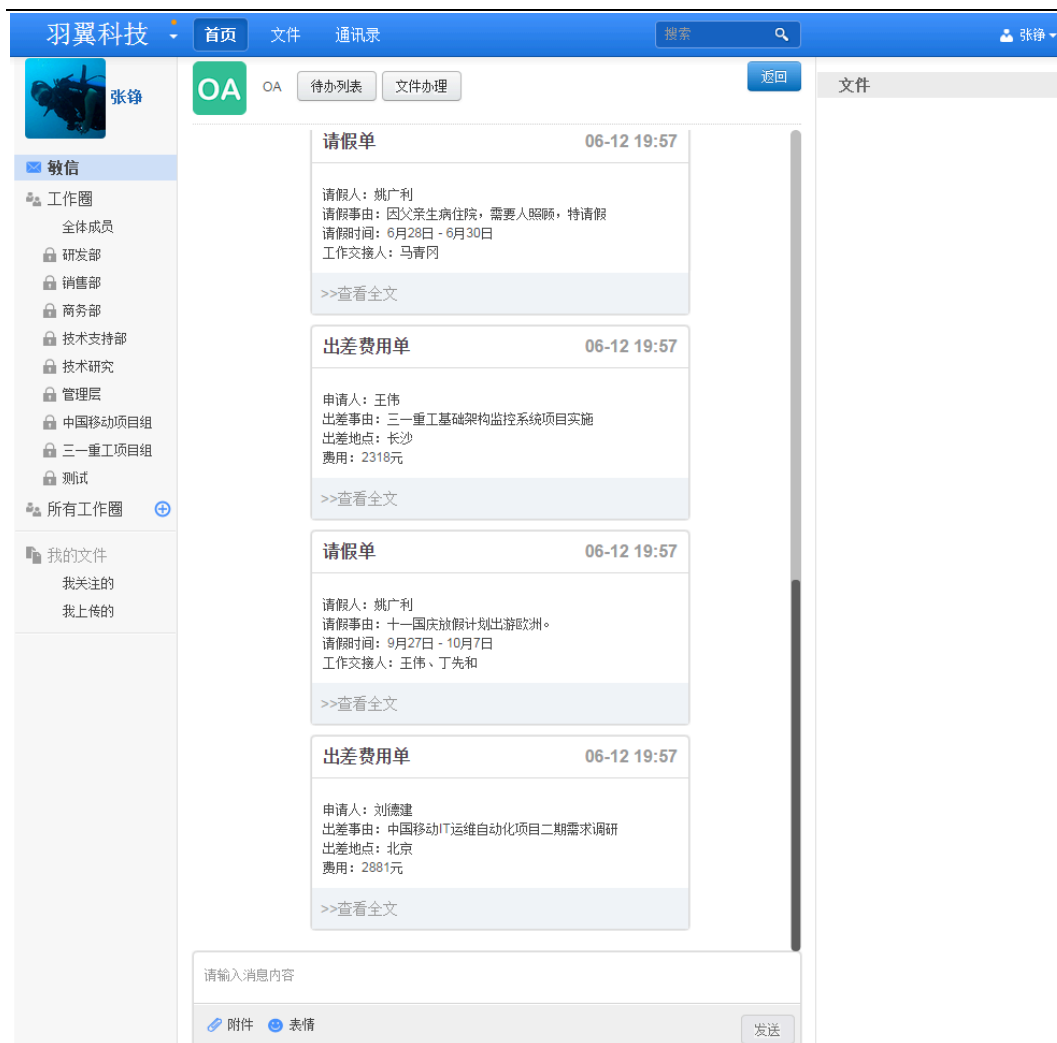 羽翼科技
首页 文件 通讯录
搜索
张铮
张铮
敏信
工作圈
全体成员
研发部
销售部
商务部
技术支持部
技术研究
管理层
中国移动项目组
三一重工项目组
测试
所有工作圈
我的文件
我关注的
我上传的
OA OA 待办列表 文件办理 返回
请假单 06-12 19:57
请假人：姚广利
请假事由：因父亲生病住院，需要人照顾，特请假
请假时间：6月28日 - 6月30日
工作交接人：马青冈
>>查看全文
出差费用单 06-12 19:57
申请人：王伟
出差事由：三一重工基础架构监控系统项目实施
出差地点：长沙
费用：2318元
>>查看全文
请假单 06-12 19:57
请假人：姚广利
请假事由：十一国庆放假计划出游欧洲。
请假时间：9月27日 - 10月7日
工作交接人：王伟、丁先和
>>查看全文
出差费用单 06-12 19:57
申请人：刘德建
出差事由：中国移动IT运维自动化项目二期需求调研
出差地点：北京
费用：2881元
>>查看全文
请输入消息内容
附件 表情 发送
文件